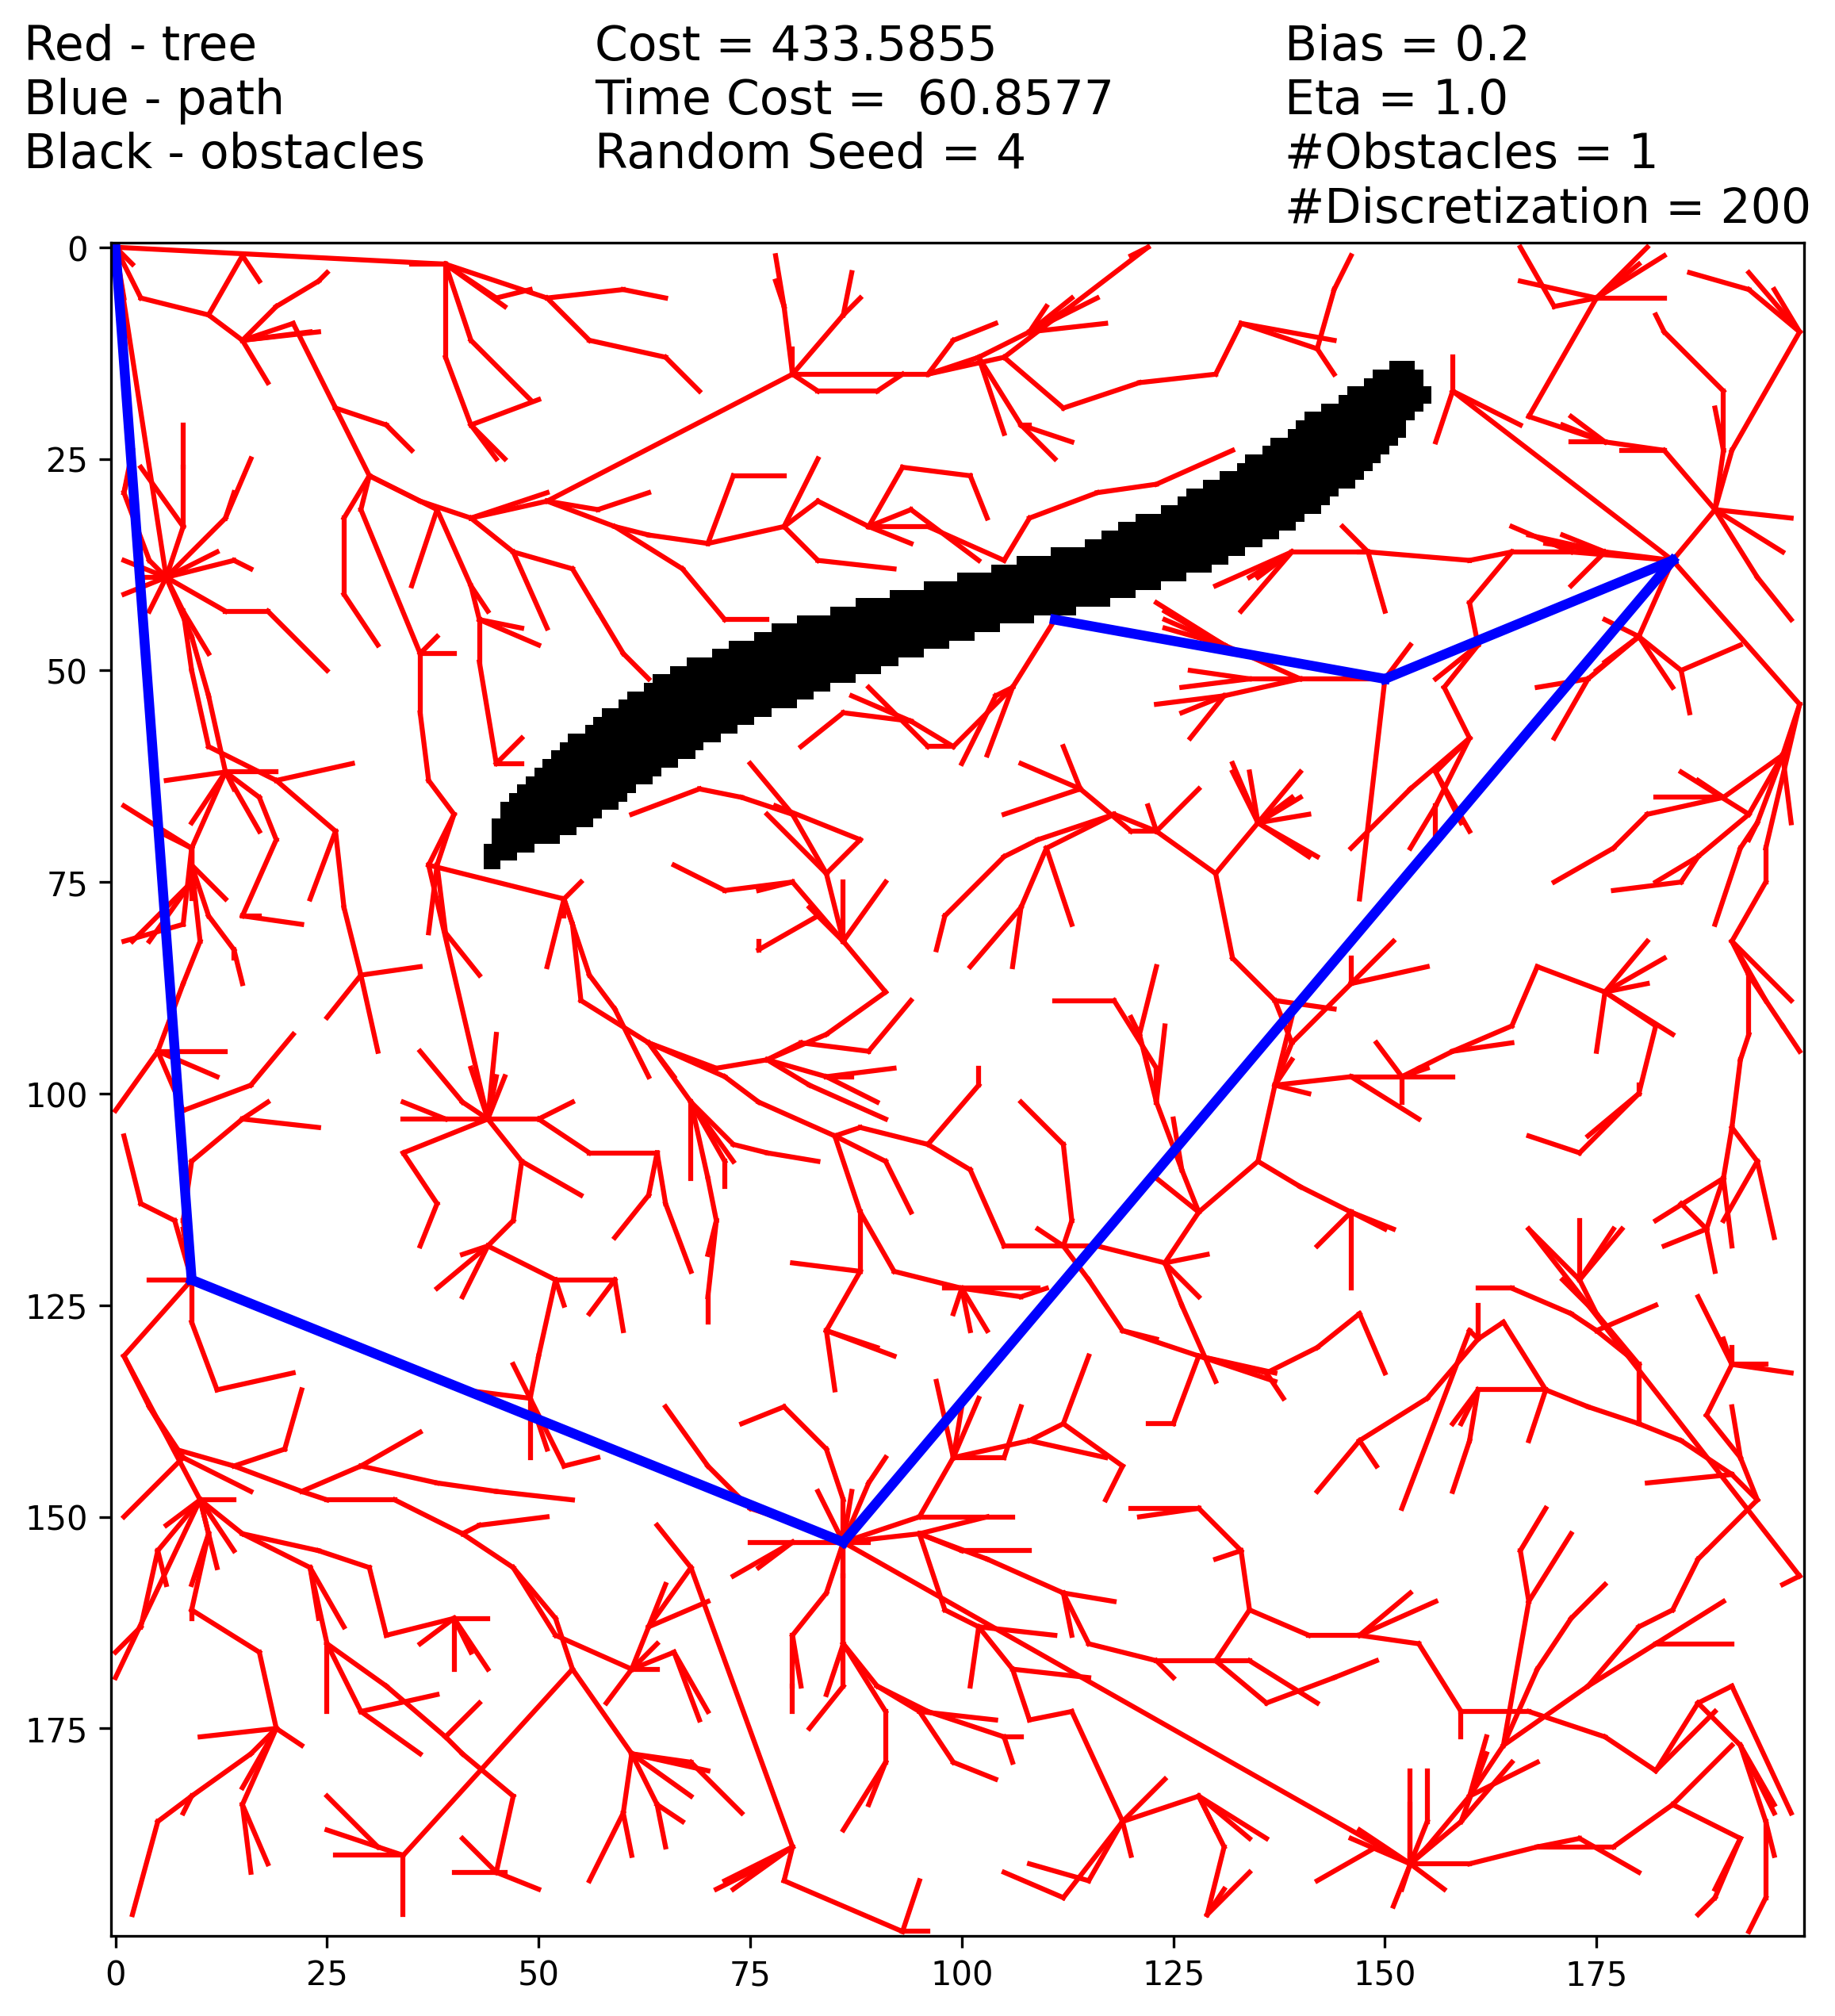 Red - tree
Blue - path
Black - obstacles
Cost = 433.5855
Time Cost =  60.8577
Random Seed = 4
Bias = 0.2
Eta = 1.0
#Obstacles = 1
#Discretization = 200
0
25
50
75
100
125
150
175
0
25
50
75
100
125
150
175